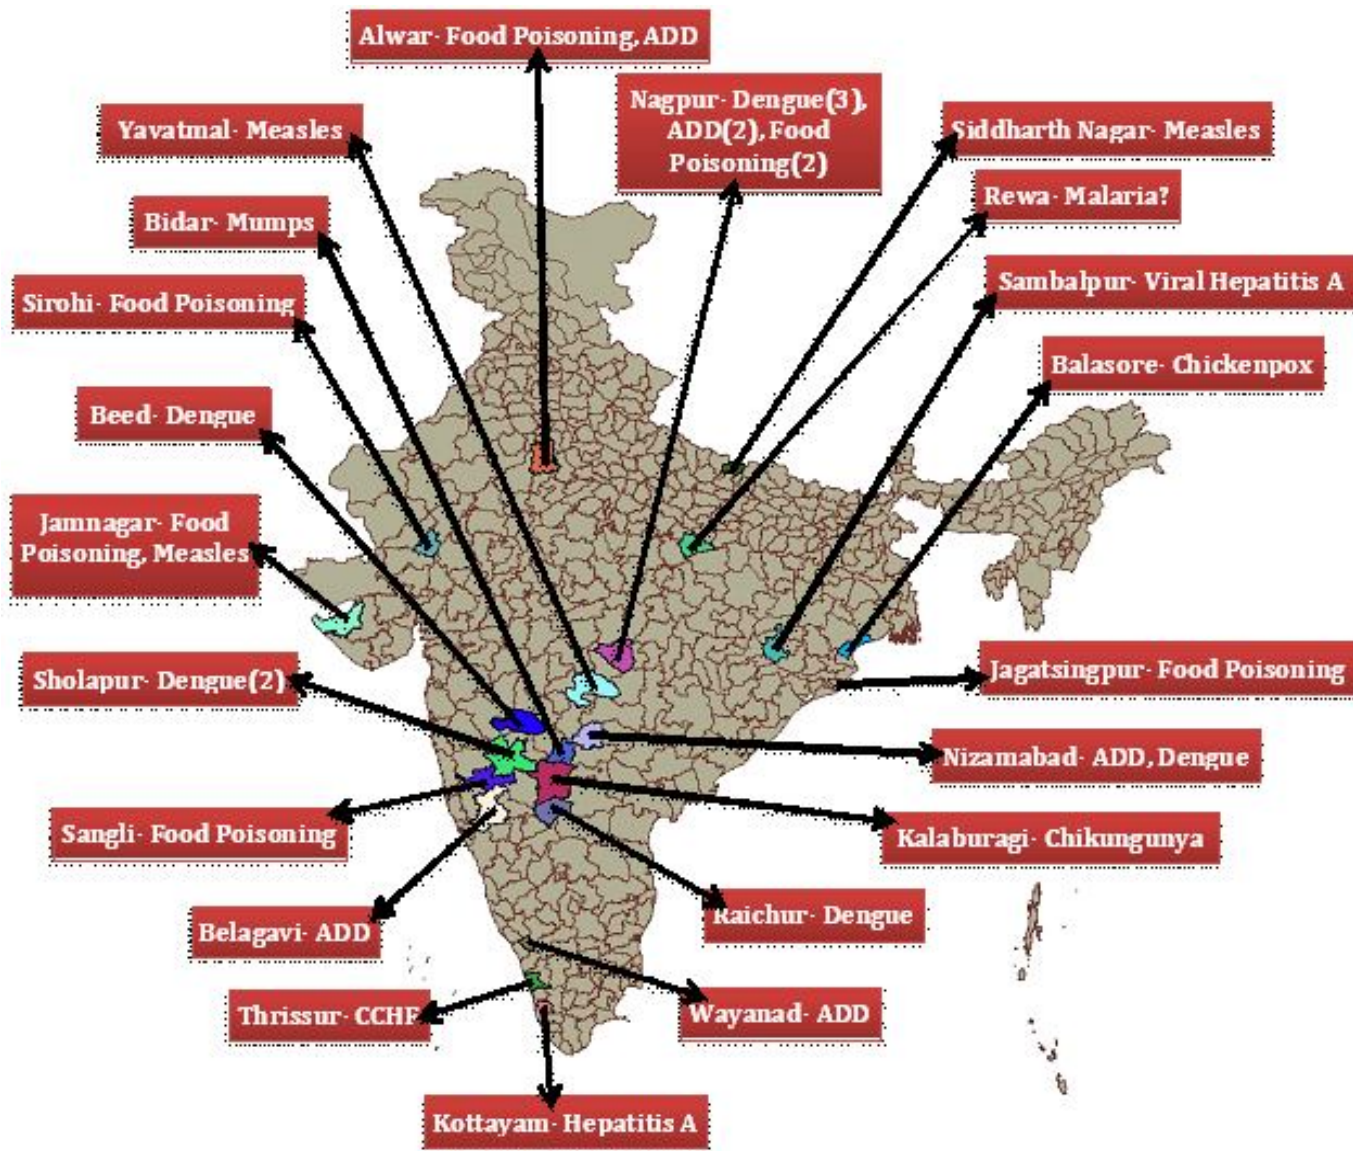 Alwar- Food Poisoning, ADD
Nagpur- Dengue(3),
ADD(2), Food
Poisoning(2)
Yavatmal- Measles
Siddharth Nagar- Measles
Rewa- Malaria?
Bidar- Mumps
Sambalpur- Viral Hepatitis A
Sirohi- Food Poisoning
Balasore- Chickenpox
Beed- Dengue
Jamnagar- Food
Poisoning, Measles
Sholapur- Dengue(2)
Jagatsingpur- Food Poisoning
Nizamabad- ADD, Dengue
Sangli- Food Poisoning
Kalaburagi- Chikungunya
Raichur- Dengue
Belagavi- ADD
Thrissur- CCHF
Wayanad- ADD
Kottayam- Hepatitis A